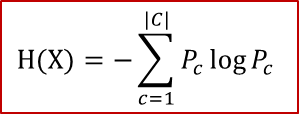 H(X) = − ∑_{c=1}^{|C|} P_c log P_c